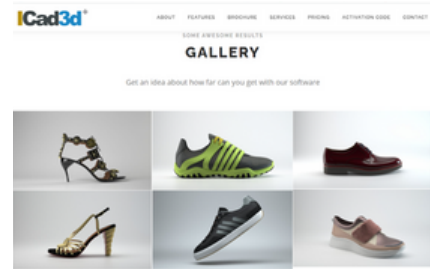 ICad3d®
ABOUT FEATURES BROCHURE SERVICES PRICING ACTIVATION CODE CONTACT
SOME AWESOME RESULTS
GALLERY
Get an idea about how far can you get with our software